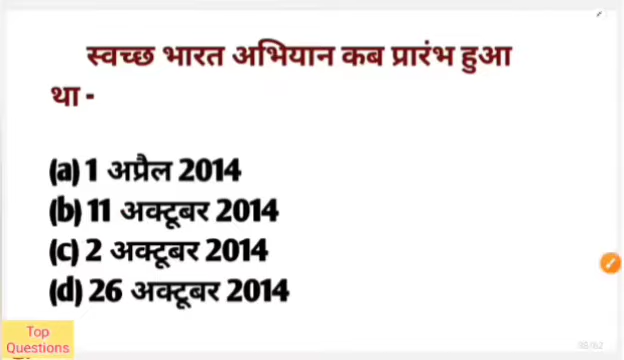 स्वच्छ भारत अभियान कब प्रारंभ हुआ
था -
(a) 1 अप्रैल 2014
(b) 11 अक्टूबर 2014
(c) 2 अक्टूबर 2014
(d) 26 अक्टूबर 2014
Top
Questions